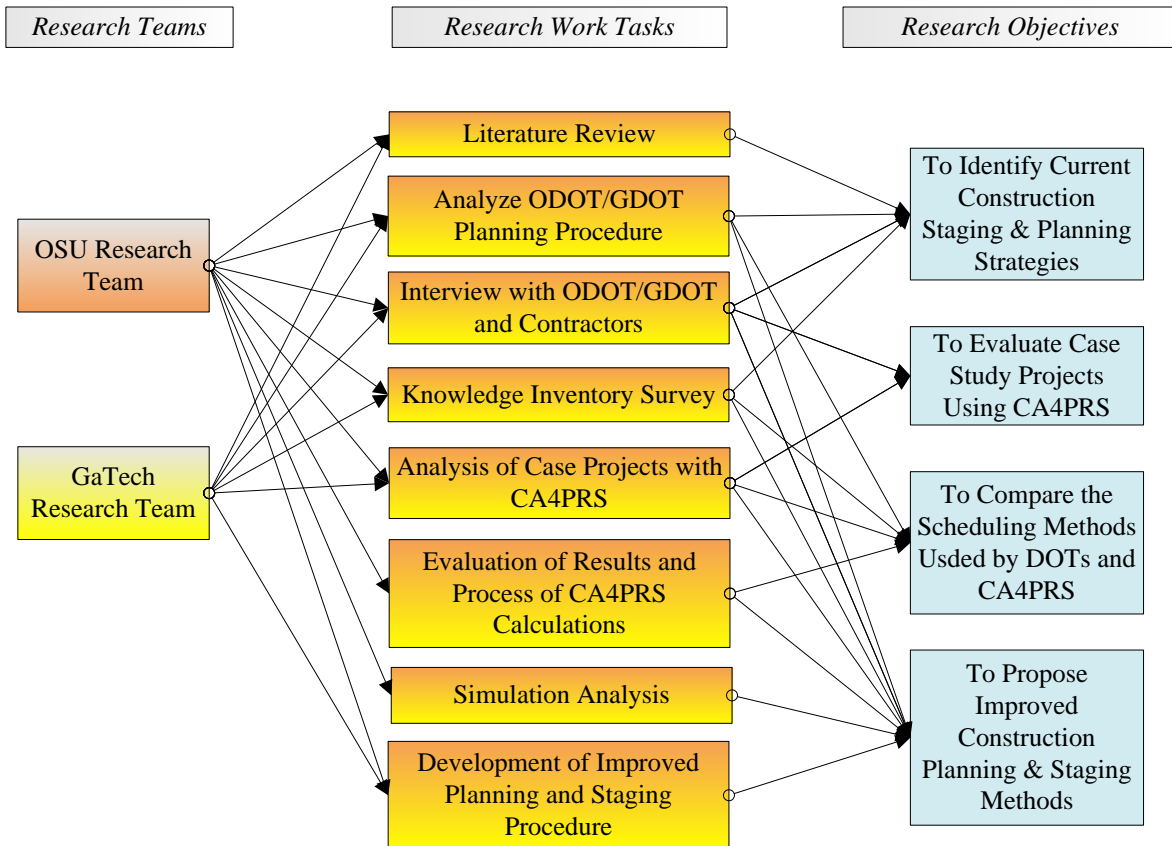 Research Teams
Research Work Tasks
Research Objectives
OSU Research
Team
GaTech
Research Team
Literature Review
Analyze ODOT/GDOT
Planning Procedure
Interview with ODOT/GDOT
and Contractors
Knowledge Inventory Survey
Analysis of Case Projects with
CA4PRS
Evaluation of Results and
Process of CA4PRS
Calculations
Simulation Analysis
Development of Improved
Planning and Staging
Procedure
To Identify Current
Construction
Staging & Planning
Strategies
To Evaluate Case
Study Projects
Using CA4PRS
To Compare the
Scheduling Methods
Usded by DOTs and
CA4PRS
To Propose
Improved
Construction
Planning & Staging
Methods